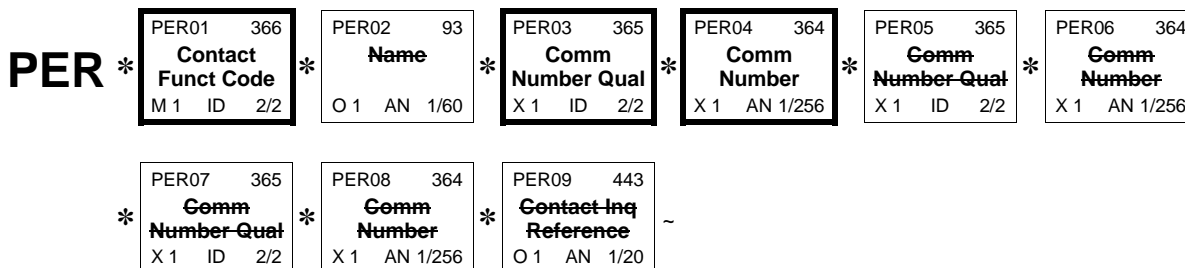 PER01 366 PER02 93 PER03 365 PER04 364 PER05 365 PER06 364
PER * Contact Funct Code * Name * Comm Number Qual * Comm Number * Comm Number Qual * Comm Number
M 1 ID 2/2 O 1 AN 1/60 X 1 ID 2/2 X 1 AN 1/256 X 1 ID 2/2 X 1 AN 1/256
PER07 365 PER08 364 PER09 443
* Comm Number Qual * Comm Number * Contact Inq Reference ~
X 1 ID 2/2 X 1 AN 1/256 O 1 AN 1/20